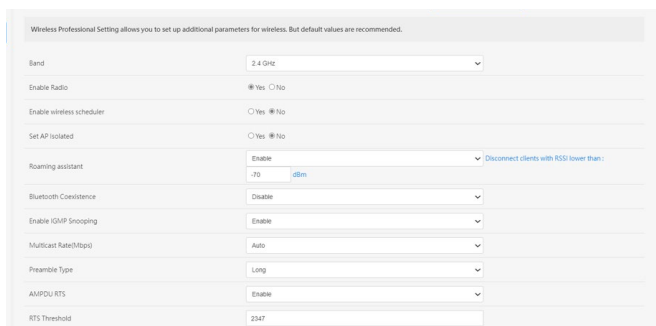 Wireless Professional Setting allows you to set up additional parameters for wireless. But default values are recommended.
Band 2.4 GHz
Enable Radio Yes No
Enable wireless scheduler Yes No
Set AP Isolated Yes No
Roaming assistant Enable Disconnect clients with RSSI lower than :
-70 dBm
Bluetooth Coexistence Disable
Enable IGMP Snooping Enable
Multicast Rate(Mbps) Auto
Preamble Type Long
AMPDU RTS Enable
RTS Threshold 2347